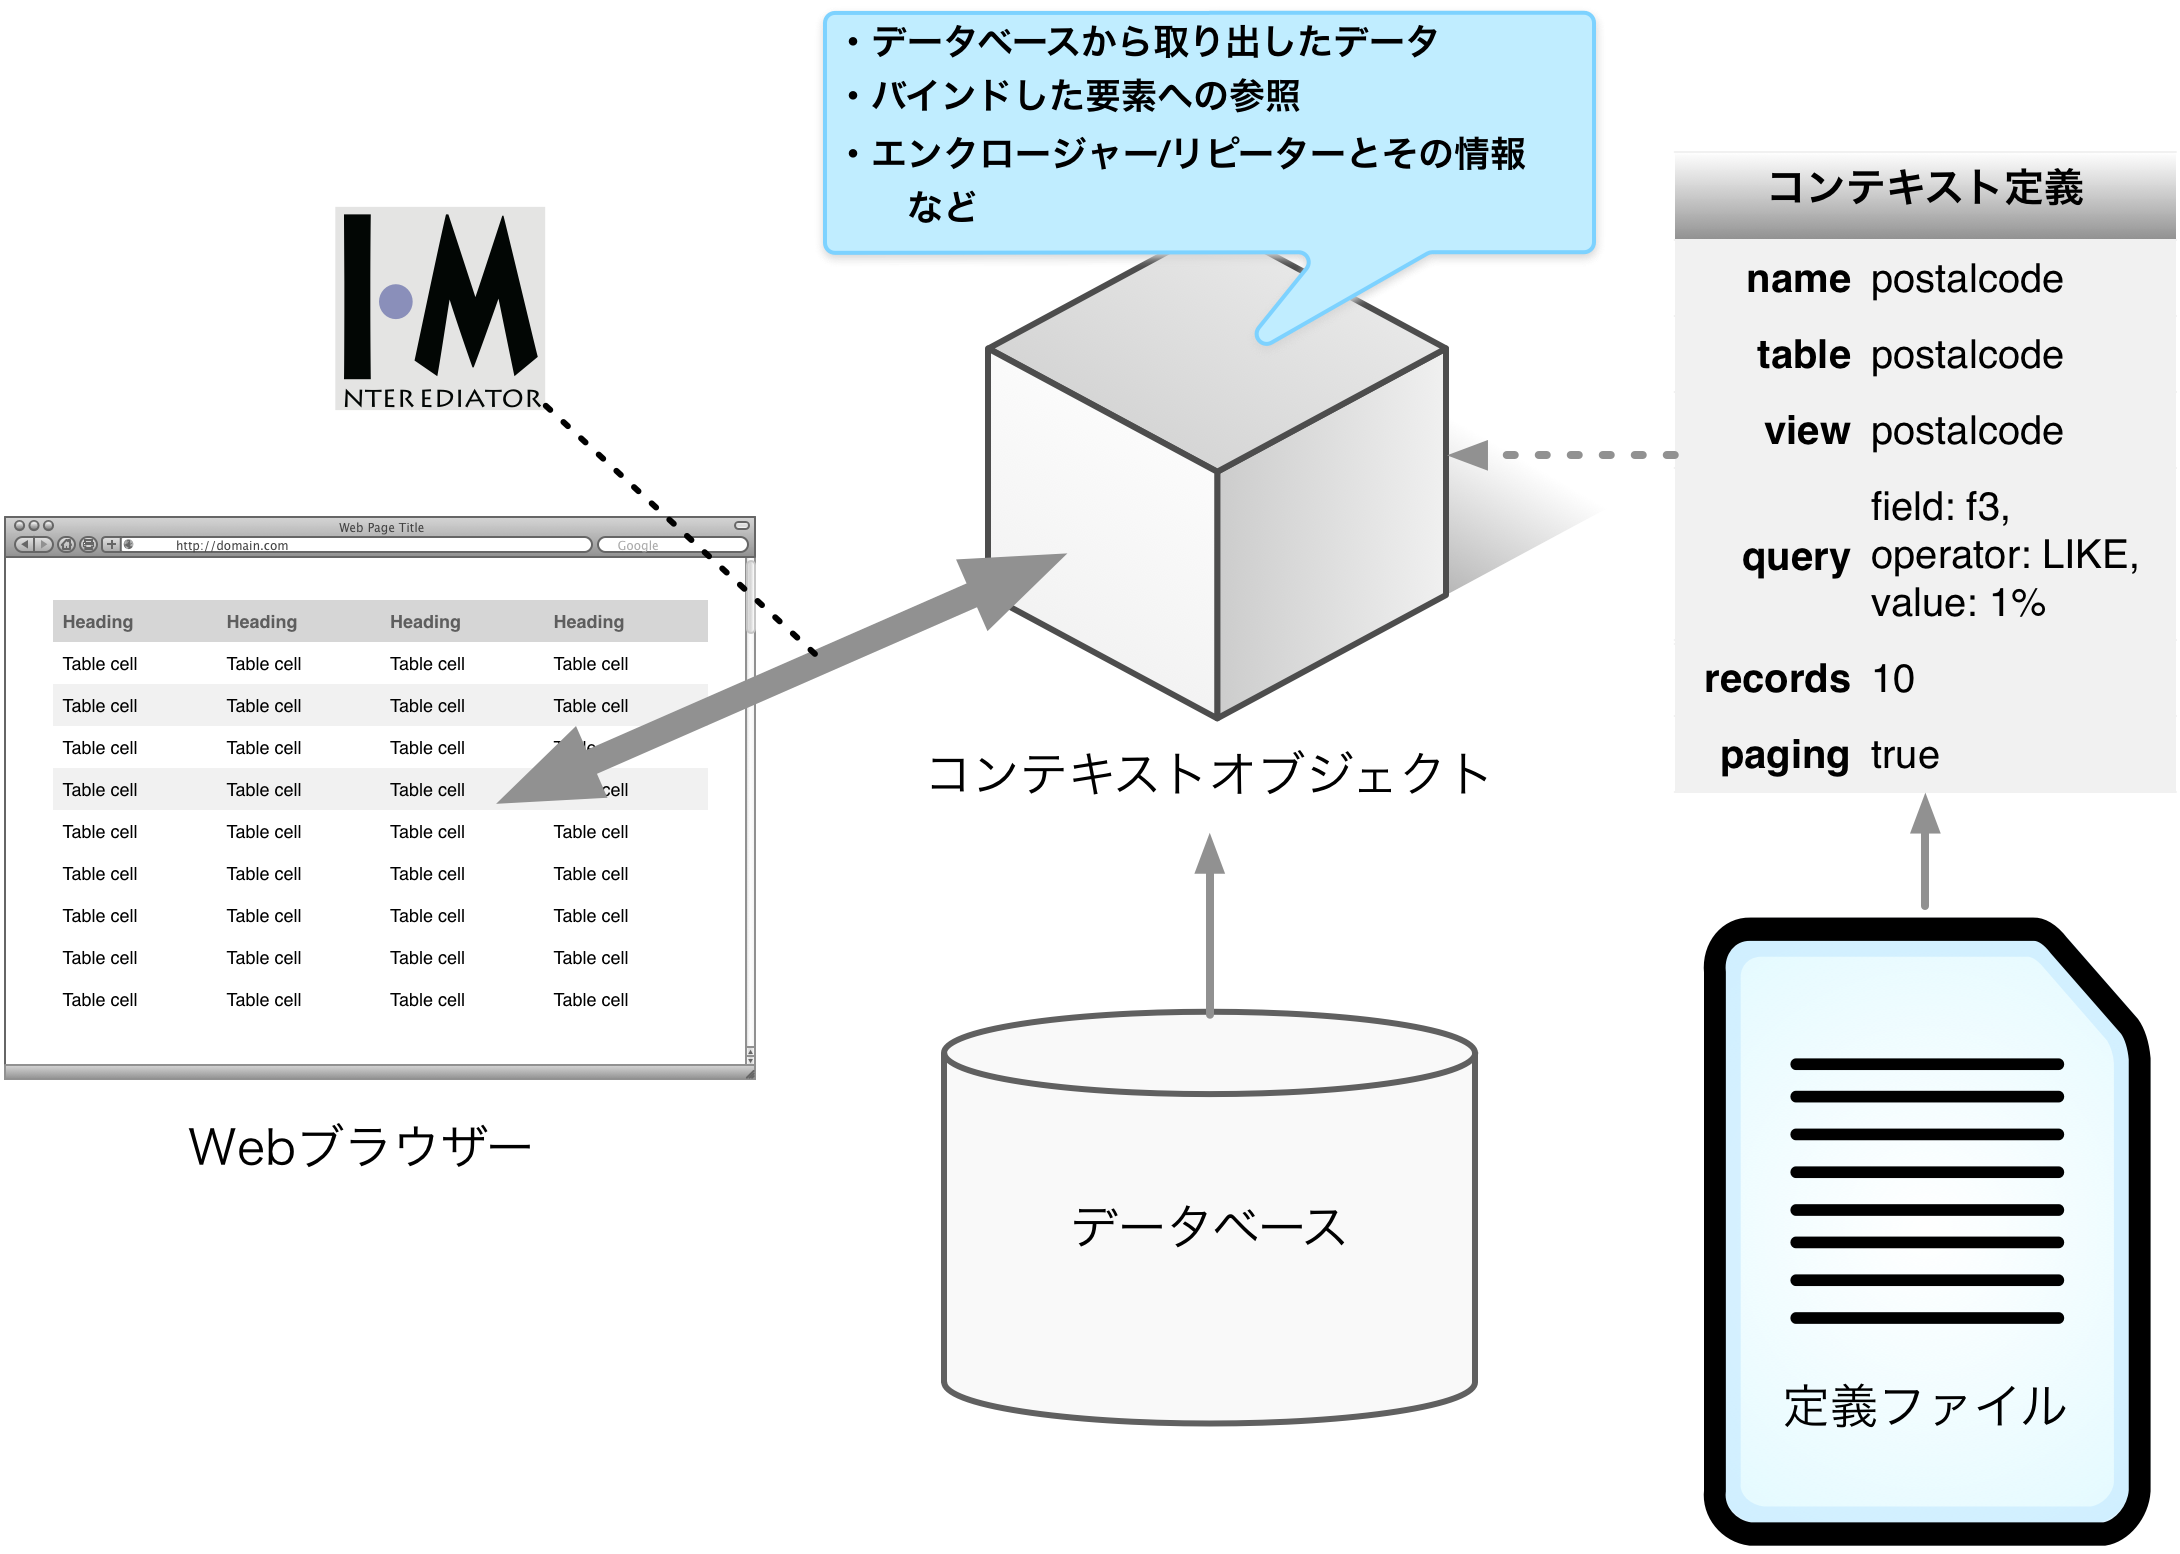 ・データベースから取り出したデータ
・バインドした要素への参照
・エンクロージャー/リピーターとその情報
など
I・M
NTER EDIATOR
コンテキスト定義
name postalcode
table postalcode
view postalcode
query field: f3,
operator: LIKE,
value: 1%
records 10
paging true
Web Page Title
http://domain.com
Google
Heading Heading Heading Heading
Table cell Table cell Table cell Table cell
Table cell Table cell Table cell Table cell
Table cell Table cell Table cell
Table cell Table cell Table cell cell
Table cell Table cell Table cell Table cell
Table cell Table cell Table cell Table cell
Table cell Table cell Table cell Table cell
Table cell Table cell Table cell Table cell
Table cell Table cell Table cell Table cell
Webブラウザー
コンテキストオブジェクト
データベース
定義ファイル